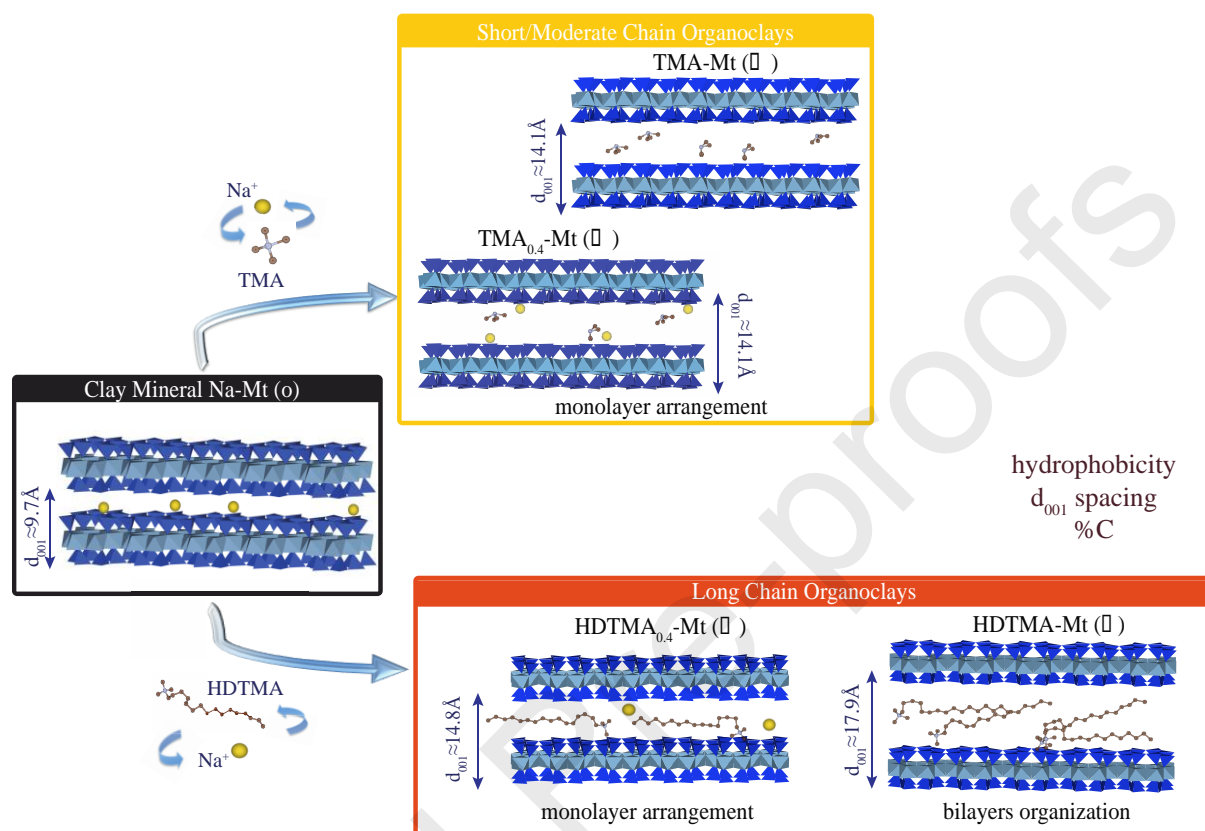 Short/Moderate Chain Organoclays
TMA-Mt (▯ )
d₀₀₁ ≈14.1Å
Na⁺
TMA
TMA₀.₄-Mt (▯ )
d₀₀₁ ≈14.1Å
monolayer arrangement
Clay Mineral Na-Mt (o)
d₀₀₁ ≈9.7Å
hydrophobicity
d₀₀₁ spacing
%C
HDTMA
Na⁺
Long Chain Organoclays
HDTMA₀.₄-Mt (▯ )
d₀₀₁ ≈14.8Å
monolayer arrangement
HDTMA-Mt (▯ )
d₀₀₁ ≈17.9Å
bilayers organization
Pre-proofs